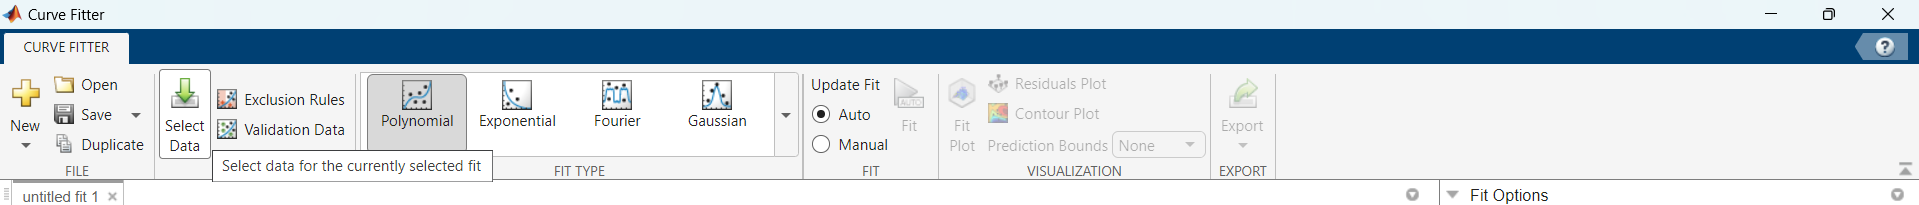 Curve Fitter
CURVE FITTER
?
New
Open
Save
Duplicate
FILE
Select
Data
Exclusion Rules
Validation Data
Select data for the currently selected fit
Polynomial
Exponential
Fourier
Gaussian
FIT TYPE
Update Fit
Auto
Manual
AUTO
Fit
FIT
Fit
Plot
Residuals Plot
Contour Plot
Prediction Bounds None
VISUALIZATION
Export
EXPORT
untitled fit 1
Fit Options